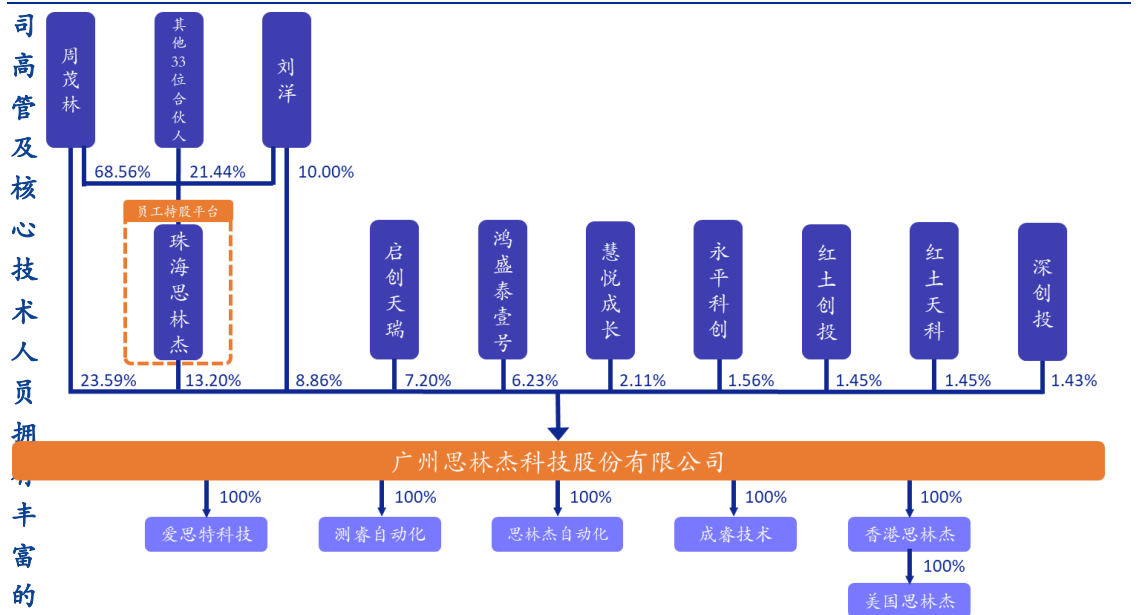 司高管及核心技术人员拥有丰富的
周茂林
其他33位合伙人
刘洋
68.56%
21.44%
10.00%
员工持股平台
珠海思林杰
启创天瑞
鸿盛泰壹号
慧悦成长
永平科创
红土创投
红土天科
深创投
23.59%
13.20%
8.86%
7.20%
6.23%
2.11%
1.56%
1.45%
1.45%
1.43%
广州思林杰科技股份有限公司
100%
100%
100%
100%
100%
爱思特科技
测睿自动化
思林杰自动化
成睿技术
香港思林杰
100%
美国思林杰